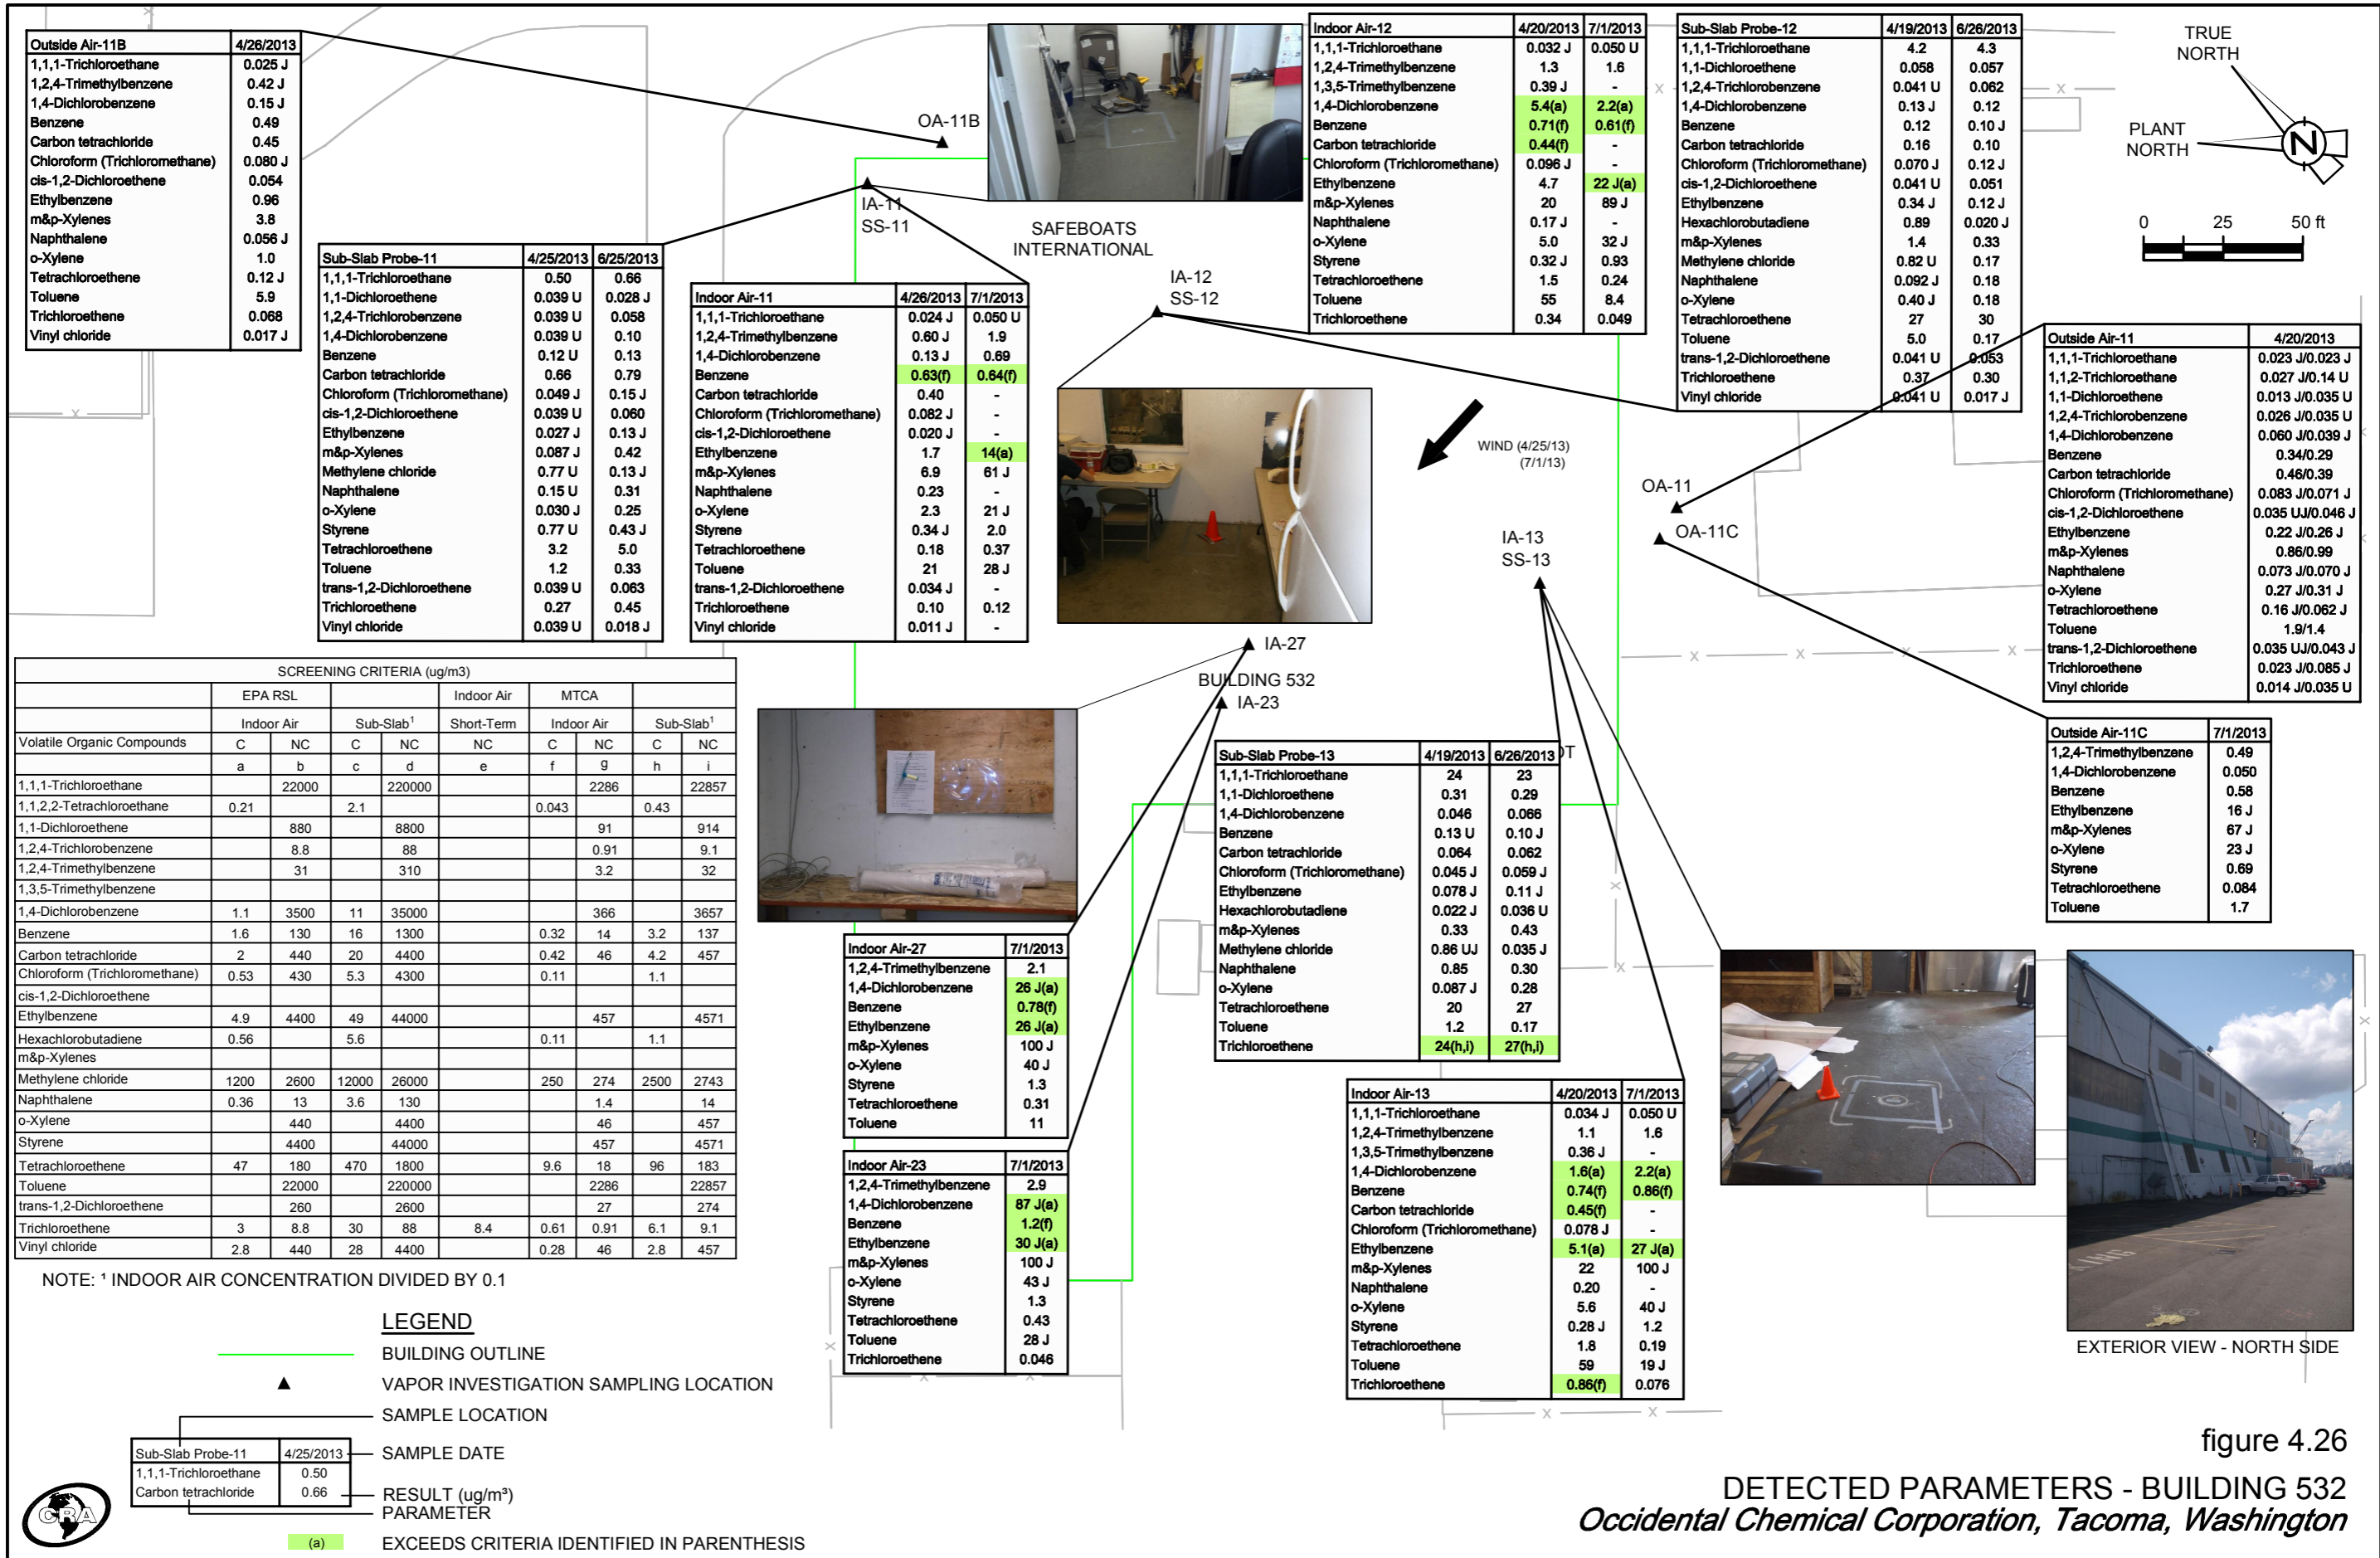 Outside Air-11B 4/26/2013
1,1,1-Trichloroethane 0.025 J
1,2,4-Trimethylbenzene 0.42 J
1,4-Dichlorobenzene 0.15 J
Benzene 0.49
Carbon tetrachloride 0.45
Chloroform (Trichloromethane) 0.080 J
cis-1,2-Dichloroethene 0.054
Ethylbenzene 0.96
m&p-Xylenes 3.8
Naphthalene 0.056 J
o-Xylene 1.0
Tetrachloroethene 0.12 J
Toluene 5.9
Trichloroethene 0.068
Vinyl chloride 0.017 J
OA-11B
IA-11
SS-11
SAFEBOATS
INTERNATIONAL
Indoor Air-12 4/20/2013 7/1/2013
1,1,1-Trichloroethane 0.032 J 0.050 U
1,2,4-Trimethylbenzene 1.3 1.6
1,3,5-Trimethylbenzene 0.39 J -
1,4-Dichlorobenzene 5.4(a) 2.2(a)
Benzene 0.71(f) 0.61(f)
Carbon tetrachloride 0.44(f) -
Chloroform (Trichloromethane) 0.096 J -
Ethylbenzene 4.7 22 J(a)
m&p-Xylenes 20 89 J
Naphthalene 0.17 J -
o-Xylene 5.0 32 J
Styrene 0.32 J 0.93
Tetrachloroethene 1.5 0.24
Toluene 55 8.4
Trichloroethene 0.34 0.049
Sub-Slab Probe-12 4/19/2013 6/26/2013
1,1,1-Trichloroethane 4.2 4.3
1,1-Dichloroethene 0.058 0.057
1,2,4-Trichlorobenzene 0.041 U 0.062
1,4-Dichlorobenzene 0.13 J 0.12
Benzene 0.12 0.10 J
Carbon tetrachloride 0.16 0.10
Chloroform (Trichloromethane) 0.070 J 0.12 J
cis-1,2-Dichloroethene 0.041 U 0.051
Ethylbenzene 0.34 J 0.12 J
Hexachlorobutadiene 0.89 0.020 J
m&p-Xylenes 1.4 0.33
Methylene chloride 0.82 U 0.17
Naphthalene 0.092 J 0.18
o-Xylene 0.40 J 0.18
Tetrachloroethene 27 30
Toluene 5.0 0.17
trans-1,2-Dichloroethene 0.041 U 0.053
Trichloroethene 0.37 0.30
Vinyl chloride 0.041 U 0.017 J
TRUE
NORTH
PLANT
NORTH
N
0 25 50 ft
Sub-Slab Probe-11 4/25/2013 6/25/2013
1,1,1-Trichloroethane 0.50 0.66
1,1-Dichloroethene 0.039 U 0.028 J
1,2,4-Trichlorobenzene 0.039 U 0.058
1,4-Dichlorobenzene 0.039 U 0.10
Benzene 0.12 U 0.13
Carbon tetrachloride 0.66 0.79
Chloroform (Trichloromethane) 0.049 J 0.15 J
cis-1,2-Dichloroethene 0.039 U 0.060
Ethylbenzene 0.027 J 0.13 J
m&p-Xylenes 0.087 J 0.42
Methylene chloride 0.77 U 0.13 J
Naphthalene 0.15 U 0.31
o-Xylene 0.030 J 0.25
Styrene 0.77 U 0.43 J
Tetrachloroethene 3.2 5.0
Toluene 1.2 0.33
trans-1,2-Dichloroethene 0.039 U 0.063
Trichloroethene 0.27 0.45
Vinyl chloride 0.039 U 0.018 J
Indoor Air-11 4/26/2013 7/1/2013
1,1,1-Trichloroethane 0.024 J 0.050 U
1,2,4-Trimethylbenzene 0.60 J 1.9
1,4-Dichlorobenzene 0.13 J 0.69
Benzene 0.63(f) 0.64(f)
Carbon tetrachloride 0.40 -
Chloroform (Trichloromethane) 0.082 J -
cis-1,2-Dichloroethene 0.020 J -
Ethylbenzene 1.7 14(a)
m&p-Xylenes 6.9 61 J
Naphthalene 0.23 -
o-Xylene 2.3 21 J
Styrene 0.34 J 2.0
Tetrachloroethene 0.18 0.37
Toluene 21 28 J
trans-1,2-Dichloroethene 0.034 J -
Trichloroethene 0.10 0.12
Vinyl chloride 0.011 J -
IA-12
SS-12
WIND (4/25/13)
(7/1/13)
OA-11
OA-11C
IA-13
SS-13
IA-27
BUILDING 532
IA-23
Outside Air-11 4/20/2013
1,1,1-Trichloroethane 0.023 J/0.023 J
1,1,2-Trichloroethane 0.027 J/0.14 U
1,1-Dichloroethene 0.013 J/0.035 U
1,2,4-Trichlorobenzene 0.026 J/0.035 U
1,4-Dichlorobenzene 0.060 J/0.039 J
Benzene 0.34/0.29
Carbon tetrachloride 0.46/0.39
Chloroform (Trichloromethane) 0.083 J/0.071 J
cis-1,2-Dichloroethene 0.035 UJ/0.046 J
Ethylbenzene 0.22 J/0.26 J
m&p-Xylenes 0.86/0.99
Naphthalene 0.073 J/0.070 J
o-Xylene 0.27 J/0.31 J
Tetrachloroethene 0.16 J/0.062 J
Toluene 1.9/1.4
trans-1,2-Dichloroethene 0.035 UJ/0.043 J
Trichloroethene 0.023 J/0.085 J
Vinyl chloride 0.014 J/0.035 U
Outside Air-11C 7/1/2013
1,2,4-Trimethylbenzene 0.49
1,4-Dichlorobenzene 0.050
Benzene 0.58
Ethylbenzene 16 J
m&p-Xylenes 67 J
o-Xylene 23 J
Styrene 0.69
Tetrachloroethene 0.084
Toluene 1.7
SCREENING CRITERIA (ug/m3)
EPA RSL Indoor Air MTCA
Indoor Air Sub-Slab¹ Short-Term Indoor Air Sub-Slab¹
Volatile Organic Compounds C NC C NC NC C NC C NC
a b c d e f g h i
1,1,1-Trichloroethane 22000 220000 2286 22857
1,1,2,2-Tetrachloroethane 0.21 2.1 0.043 0.43
1,1-Dichloroethene 880 8800 91 914
1,2,4-Trichlorobenzene 8.8 88 0.91 9.1
1,2,4-Trimethylbenzene 31 310 3.2 32
1,3,5-Trimethylbenzene
1,4-Dichlorobenzene 1.1 3500 11 35000 366 3657
Benzene 1.6 130 16 1300 0.32 14 3.2 137
Carbon tetrachloride 2 440 20 4400 0.42 46 4.2 457
Chloroform (Trichloromethane) 0.53 430 5.3 4300 0.11 1.1
cis-1,2-Dichloroethene
Ethylbenzene 4.9 4400 49 44000 457 4571
Hexachlorobutadiene 0.56 5.6 0.11 1.1
m&p-Xylenes
Methylene chloride 1200 2600 12000 26000 250 274 2500 2743
Naphthalene 0.36 13 3.6 130 1.4 14
o-Xylene 440 4400 46 457
Styrene 4400 44000 457 4571
Tetrachloroethene 47 180 470 1800 9.6 18 96 183
Toluene 22000 220000 2286 22857
trans-1,2-Dichloroethene 260 2600 27 274
Trichloroethene 3 8.8 30 88 8.4 0.61 0.91 6.1 9.1
Vinyl chloride 2.8 440 28 4400 0.28 46 2.8 457
NOTE: ¹ INDOOR AIR CONCENTRATION DIVIDED BY 0.1
Sub-Slab Probe-13 4/19/2013 6/26/2013
1,1,1-Trichloroethane 24 23
1,1-Dichloroethene 0.31 0.29
1,4-Dichlorobenzene 0.046 0.066
Benzene 0.13 U 0.10 J
Carbon tetrachloride 0.064 0.062
Chloroform (Trichloromethane) 0.045 J 0.059 J
Ethylbenzene 0.078 J 0.11 J
Hexachlorobutadiene 0.022 J 0.036 U
m&p-Xylenes 0.33 0.43
Methylene chloride 0.86 UJ 0.035 J
Naphthalene 0.85 0.30
o-Xylene 0.087 J 0.28
Tetrachloroethene 20 27
Toluene 1.2 0.17
Trichloroethene 24(h,i) 27(h,i)
Indoor Air-27 7/1/2013
1,2,4-Trimethylbenzene 2.1
1,4-Dichlorobenzene 26 J(a)
Benzene 0.78(f)
Ethylbenzene 26 J(a)
m&p-Xylenes 100 J
o-Xylene 40 J
Styrene 1.3
Tetrachloroethene 0.31
Toluene 11
Indoor Air-23 7/1/2013
1,2,4-Trimethylbenzene 2.9
1,4-Dichlorobenzene 87 J(a)
Benzene 1.2(f)
Ethylbenzene 30 J(a)
m&p-Xylenes 100 J
o-Xylene 43 J
Styrene 1.3
Tetrachloroethene 0.43
Toluene 28 J
Trichloroethene 0.046
Indoor Air-13 4/20/2013 7/1/2013
1,1,1-Trichloroethane 0.034 J 0.050 U
1,2,4-Trimethylbenzene 1.1 1.6
1,3,5-Trimethylbenzene 0.36 J -
1,4-Dichlorobenzene 1.6(a) 2.2(a)
Benzene 0.74(f) 0.86(f)
Carbon tetrachloride 0.45(f) -
Chloroform (Trichloromethane) 0.078 J -
Ethylbenzene 5.1(a) 27 J(a)
m&p-Xylenes 22 100 J
Naphthalene 0.20 -
o-Xylene 5.6 40 J
Styrene 0.28 J 1.2
Tetrachloroethene 1.8 0.19
Toluene 59 19 J
Trichloroethene 0.86(f) 0.076
EXTERIOR VIEW - NORTH SIDE
LEGEND
BUILDING OUTLINE
VAPOR INVESTIGATION SAMPLING LOCATION
SAMPLE LOCATION
Sub-Slab Probe-11 4/25/2013 SAMPLE DATE
1,1,1-Trichloroethane 0.50
Carbon tetrachloride 0.66 RESULT (ug/m³)
PARAMETER
(a) EXCEEDS CRITERIA IDENTIFIED IN PARENTHESIS
CRA
figure 4.26
DETECTED PARAMETERS - BUILDING 532
Occidental Chemical Corporation, Tacoma, Washington